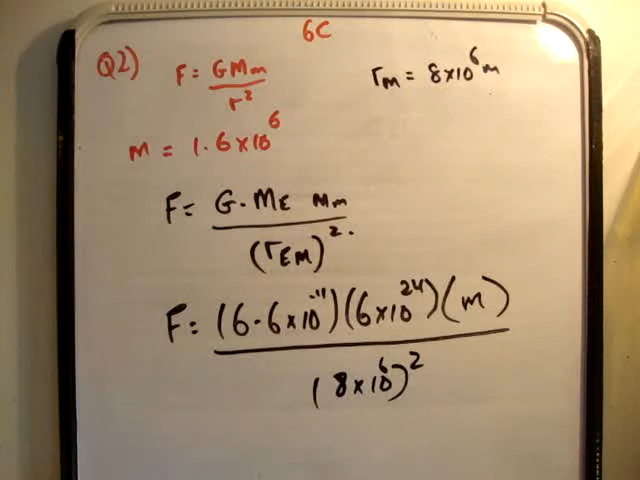 6C
Q2) F = GMm / r²
rm = 8×10⁶m
M = 1.6×10⁶
F = G·ME Mm / (rEM)².
F = (6.6×10⁻¹¹)(6×10²⁴)(m) / (8×10⁶)²